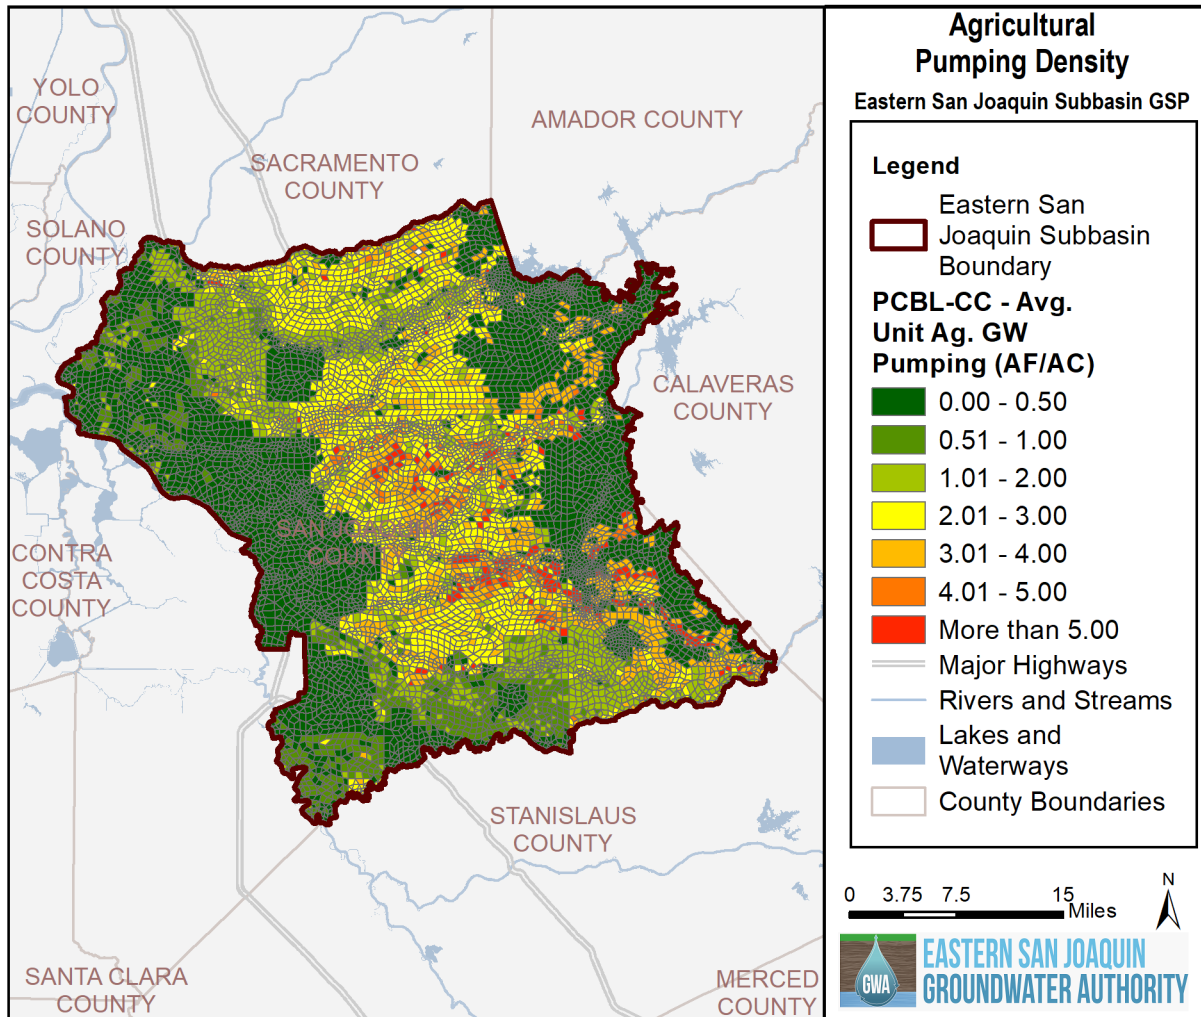 YOLO
COUNTY
AMADOR COUNTY
SACRAMENTO
COUNTY
SOLANO
COUNTY
CALAVERAS
COUNTY
SAN JOAQUIN
COUNTY
CONTRA
COSTA
COUNTY
STANISLAUS
COUNTY
SANTA CLARA
COUNTY
MERCED
COUNTY
Agricultural
Pumping Density
Eastern San Joaquin Subbasin GSP
Legend
Eastern San
Joaquin Subbasin
Boundary
PCBL-CC - Avg.
Unit Ag. GW
Pumping (AF/AC)
0.00 - 0.50
0.51 - 1.00
1.01 - 2.00
2.01 - 3.00
3.01 - 4.00
4.01 - 5.00
More than 5.00
Major Highways
Rivers and Streams
Lakes and
Waterways
County Boundaries
N
0 3.75 7.5 15
Miles
GWA
EASTERN SAN JOAQUIN
GROUNDWATER AUTHORITY